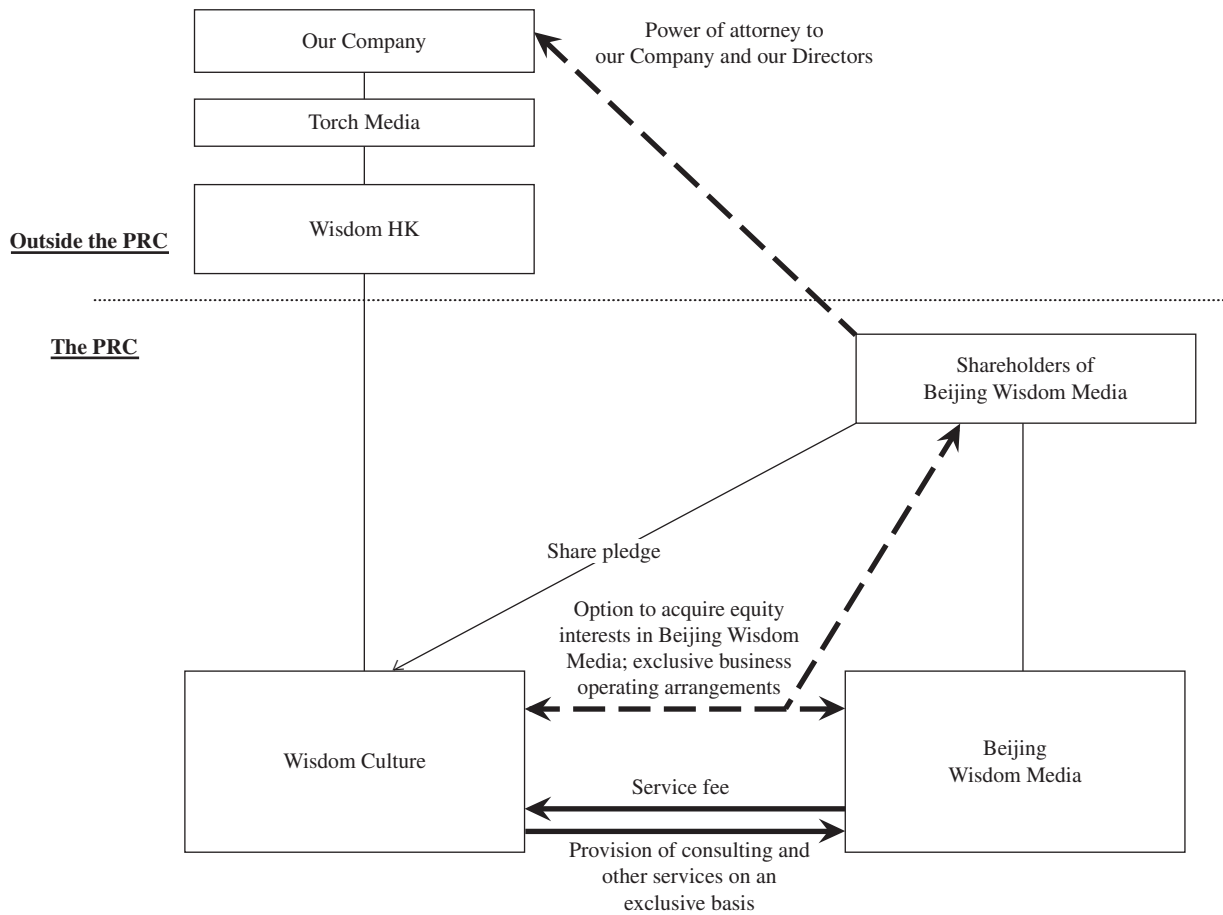 Our Company
Power of attorney to
our Company and our Directors
Torch Media
Wisdom HK
Outside the PRC
The PRC
Shareholders of
Beijing Wisdom Media
Share pledge
Option to acquire equity
interests in Beijing Wisdom
Media; exclusive business
operating arrangements
Wisdom Culture
Beijing
Wisdom Media
Service fee
Provision of consulting and
other services on an
exclusive basis